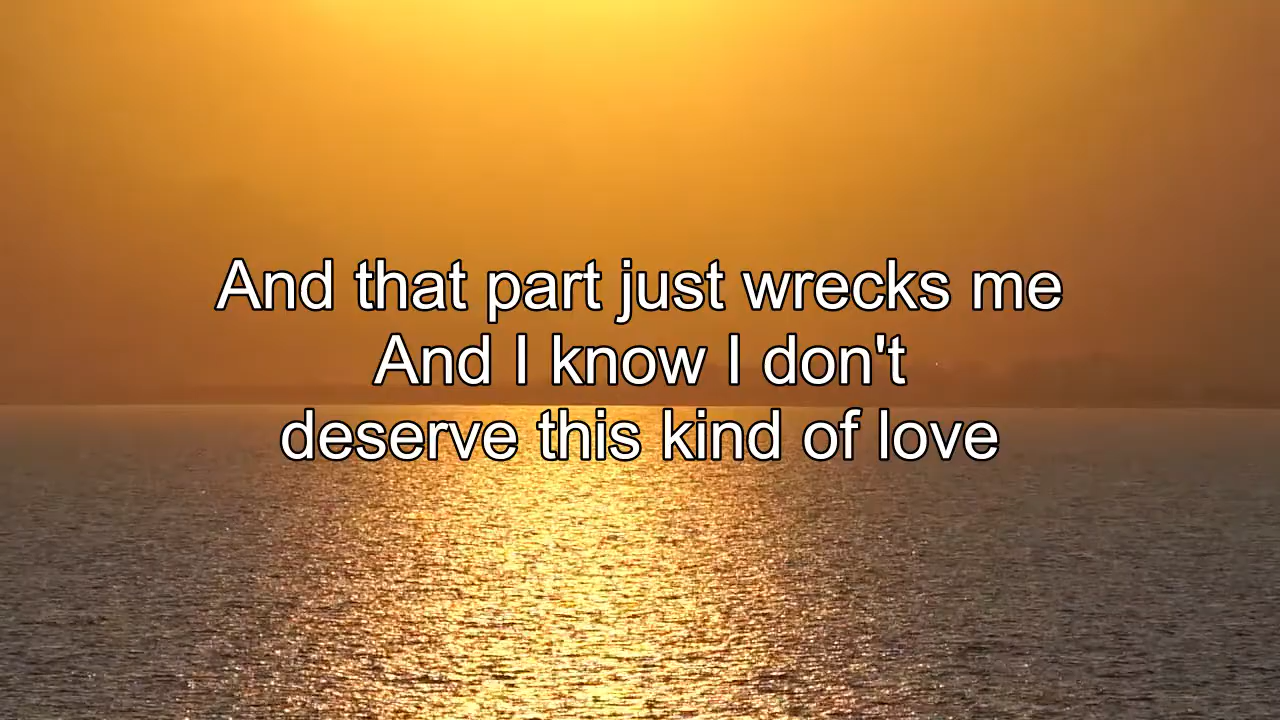 And that part just wrecks me
And I know I don't
deserve this kind of love